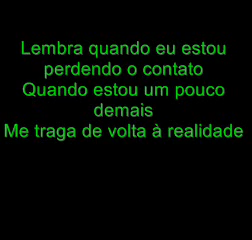 Lembra quando eu estou
perdendo o contato
Quando estou um pouco
demais
Me traga de volta à realidade